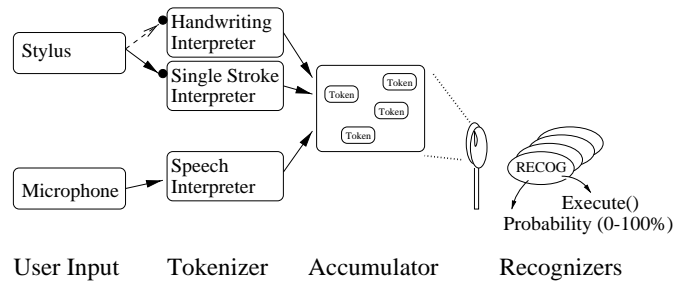 Stylus
Handwriting
Interpreter
Single Stroke
Interpreter
Token
Token
Token
Token
Microphone
Speech
Interpreter
RECOG
Execute()
Probability (0-100%)
User Input
Tokenizer
Accumulator
Recognizers